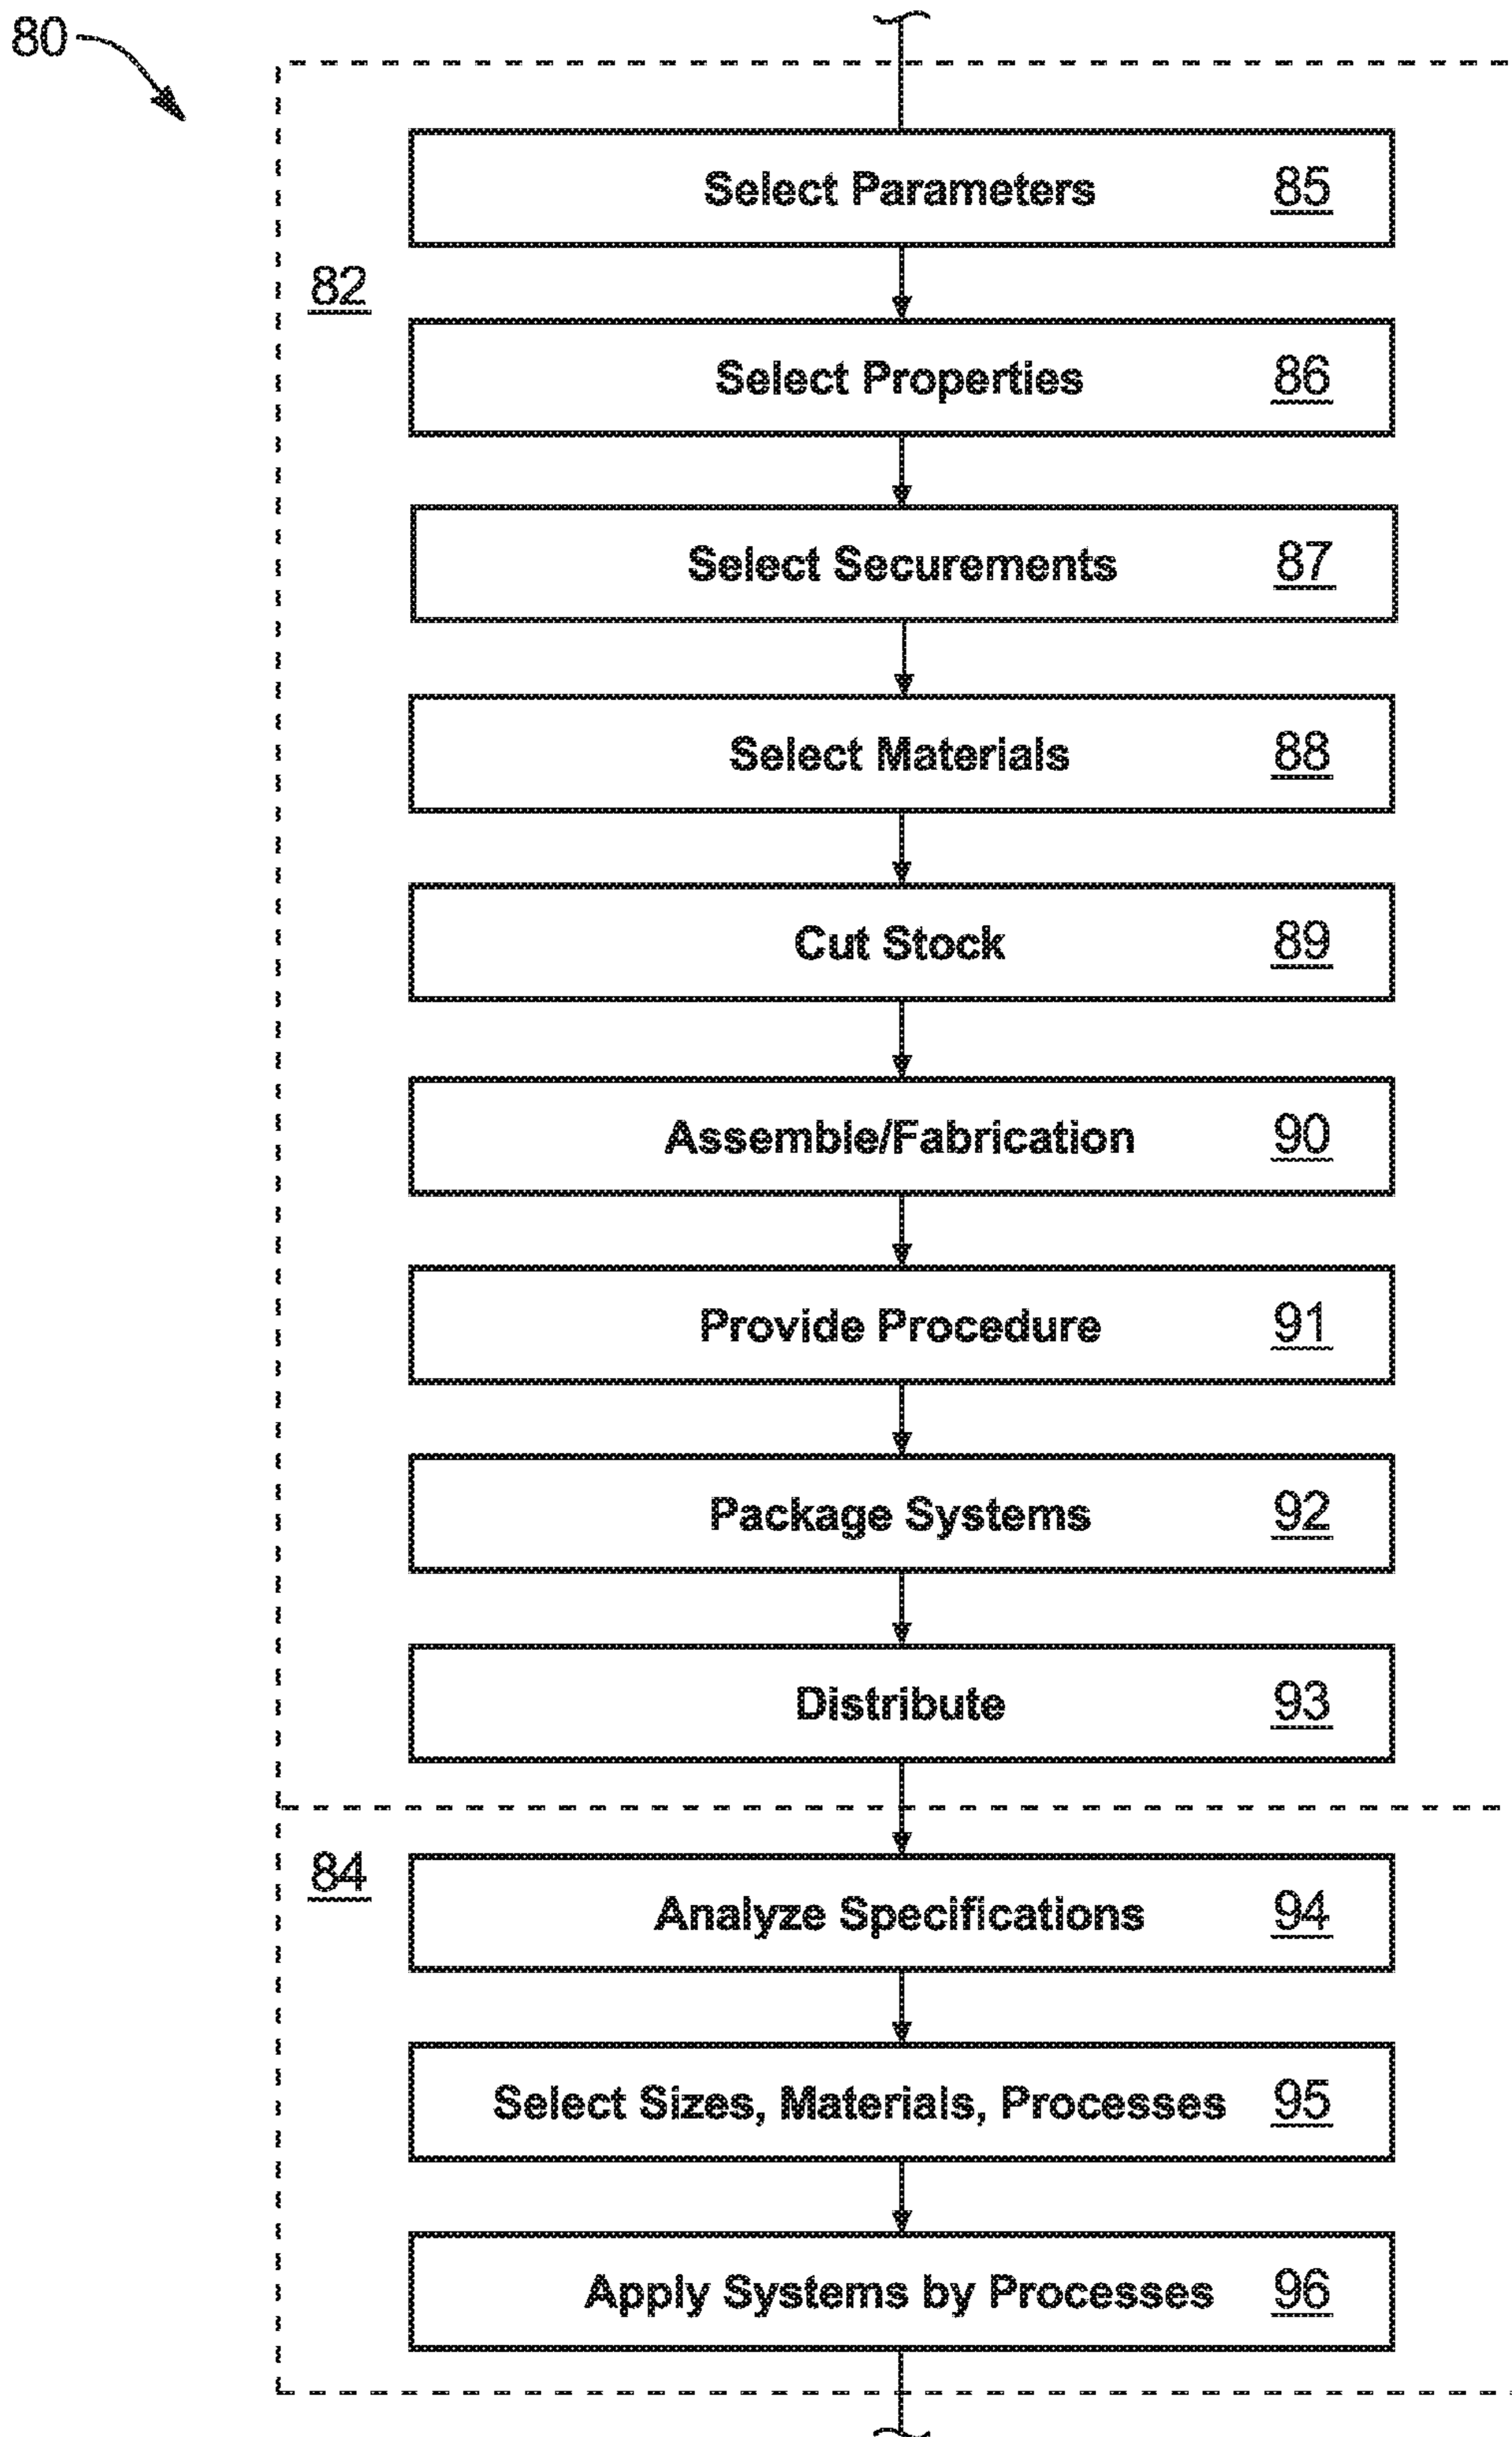 80
Select Parameters 85
82
Select Properties 86
Select Securements 87
Select Materials 88
Cut Stock 89
Assemble/Fabrication 90
Provide Procedure 91
Package Systems 92
Distribute 93
84
Analyze Specifications 94
Select Sizes, Materials, Processes 95
Apply Systems by Processes 96